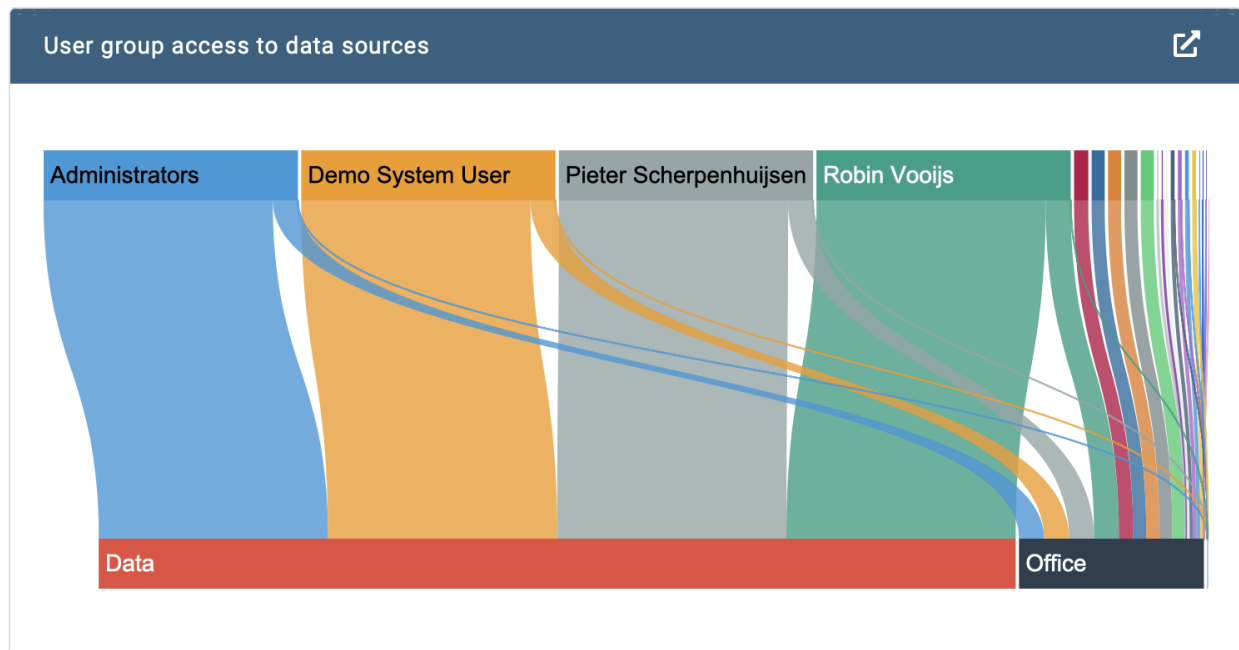 User group access to data sources
Administrators
Demo System User
Pieter Scherpenhuijsen
Robin Vooijs
Data
Office